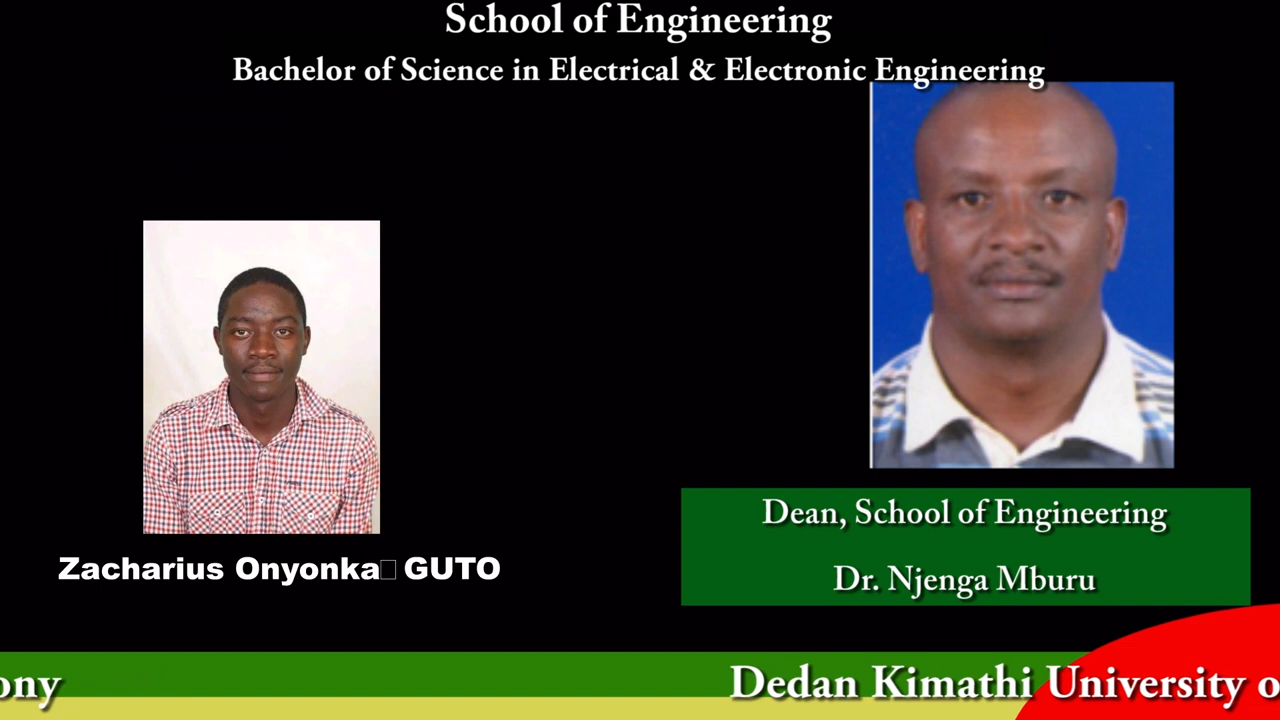 School of Engineering
Bachelor of Science in Electrical & Electronic Engineering
Zacharius Onyonka GUTO
Dean, School of Engineering
Dr. Njenga Mburu
ony
Dedan Kimathi University o